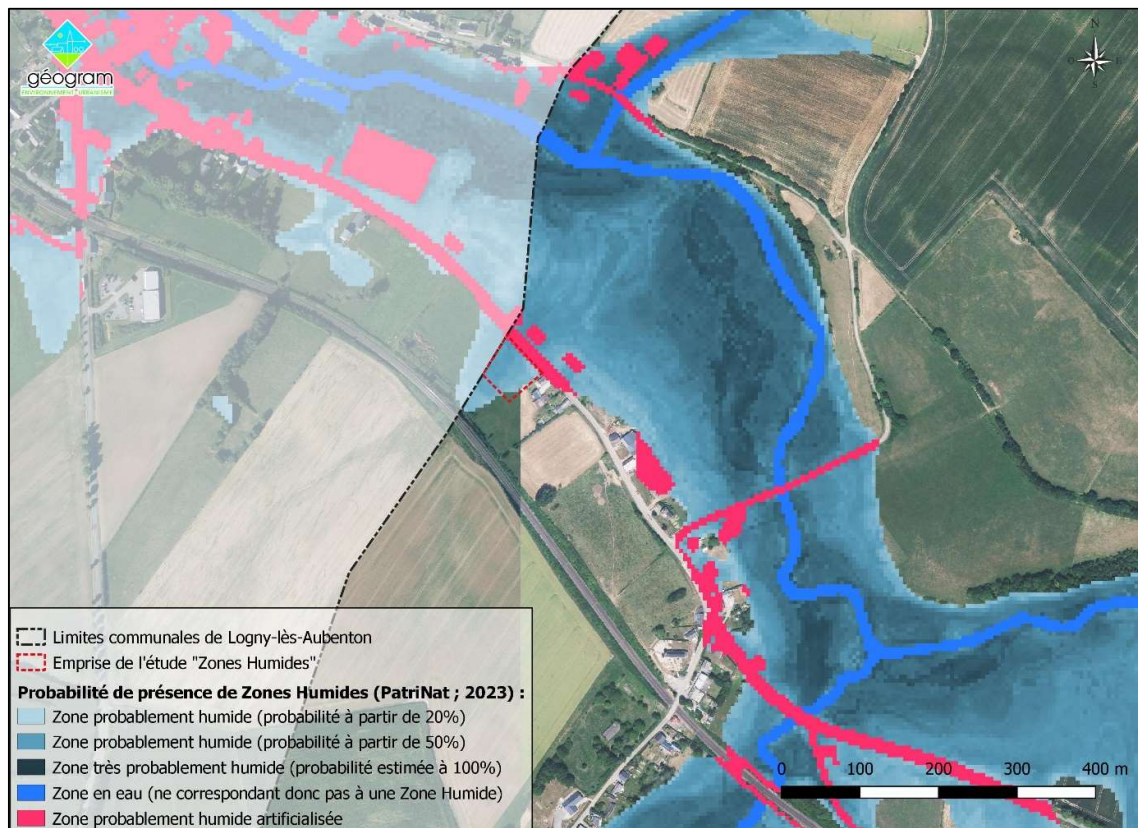 géogram
ENVIRONNEMENT URBANISME
N
O
E
S
Limites communales de Logny-lès-Aubenton
Emprise de l'étude "Zones Humides"
Probabilité de présence de Zones Humides (PatriNat ; 2023) :
Zone probablement humide (probabilité à partir de 20%)
Zone probablement humide (probabilité à partir de 50%)
Zone très probablement humide (probabilité estimée à 100%)
Zone en eau (ne correspondant donc pas à une Zone Humide)
Zone probablement humide artificialisée
0 100 200 300 400 m